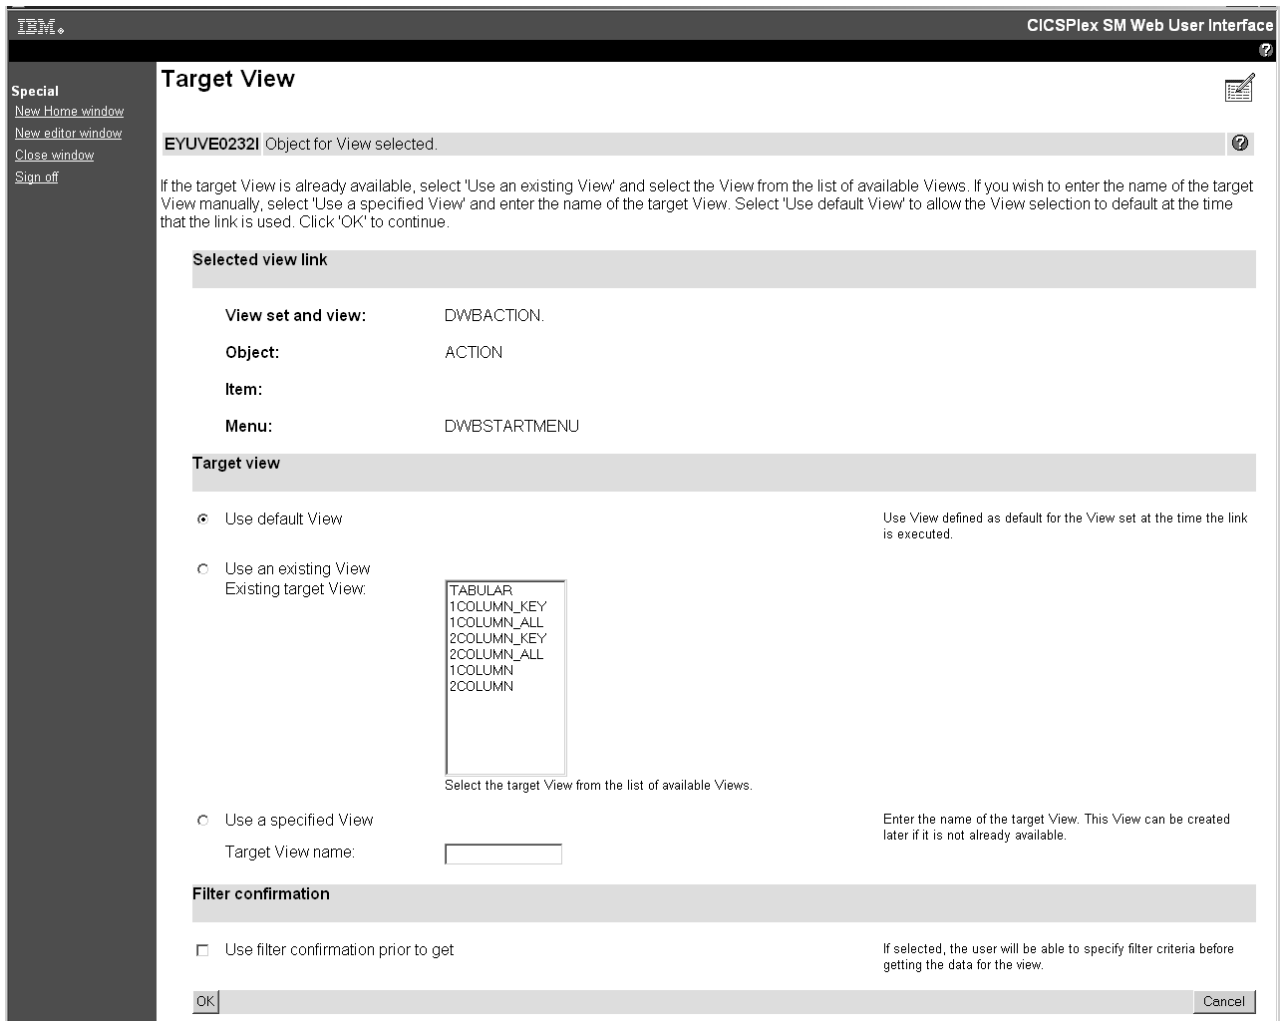 IBM®
CICSPlex SM Web User Interface
?
Special
New Home window
New editor window
Close window
Sign off
Target View
EYUVE0232I Object for View selected.
?
If the target View is already available, select 'Use an existing View' and select the View from the list of available Views. If you wish to enter the name of the target
View manually, select 'Use a specified View' and enter the name of the target View. Select 'Use default View' to allow the View selection to default at the time
that the link is used. Click 'OK' to continue.
Selected view link
View set and view: DWBACTION.
Object: ACTION
Item:
Menu: DWBSTARTMENU
Target view
Use default View
Use View defined as default for the View set at the time the link
is executed.
Use an existing View
Existing target View:
TABULAR
1COLUMN_KEY
1COLUMN_ALL
2COLUMN_KEY
2COLUMN_ALL
1COLUMN
2COLUMN
Select the target View from the list of available Views.
Use a specified View
Enter the name of the target View. This View can be created
later if it is not already available.
Target View name:
Filter confirmation
Use filter confirmation prior to get
If selected, the user will be able to specify filter criteria before
getting the data for the view.
OK
Cancel